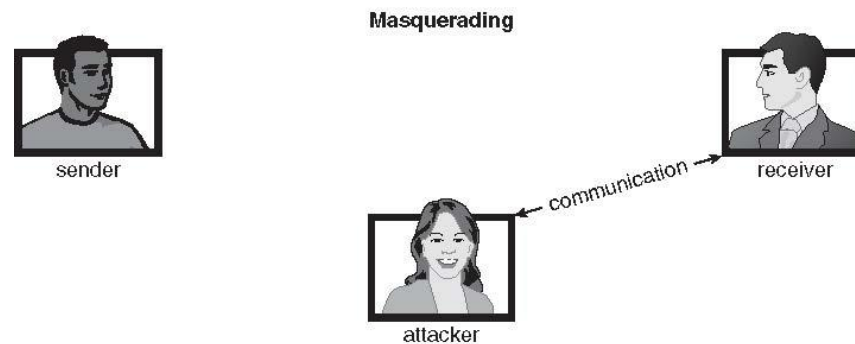 Masquerading
sender
communication
receiver
attacker